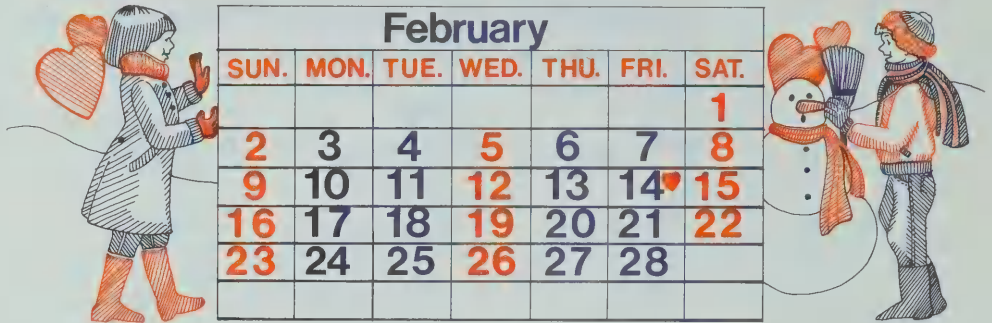 February
SUN. MON. TUE. WED. THU. FRI. SAT.
1
2 3 4 5 6 7 8
9 10 11 12 13 14 15
16 17 18 19 20 21 22
23 24 25 26 27 28